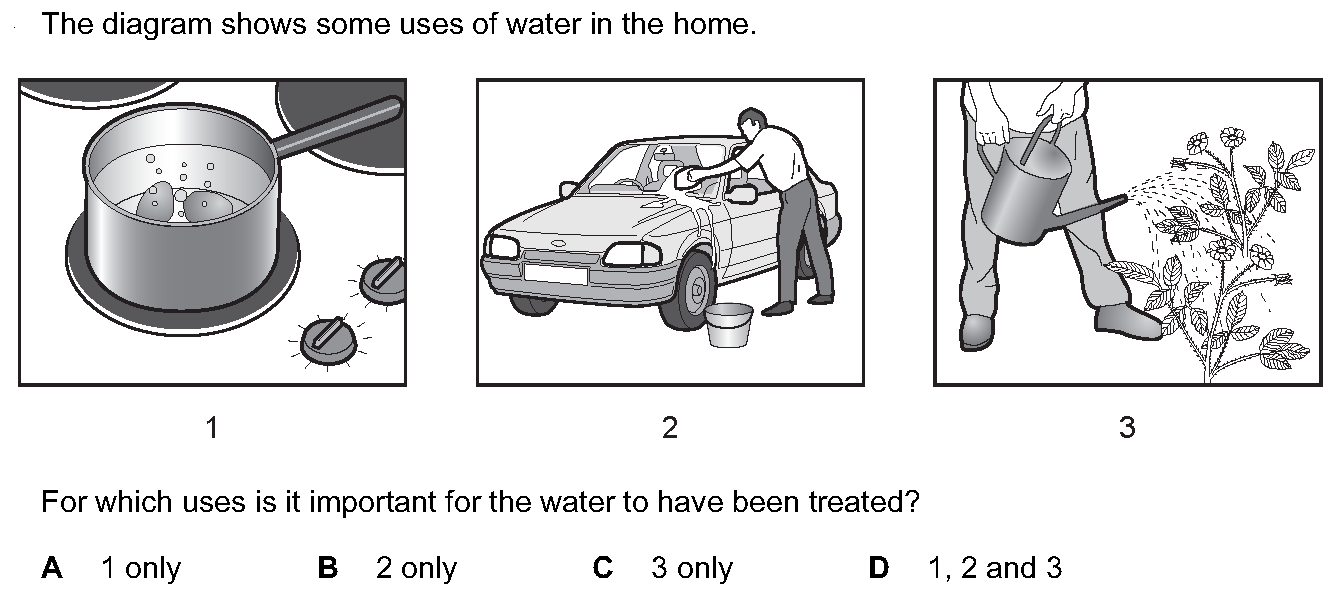 The diagram shows some uses of water in the home.
1 2 3
For which uses is it important for the water to have been treated?
A 1 only B 2 only C 3 only D 1, 2 and 3